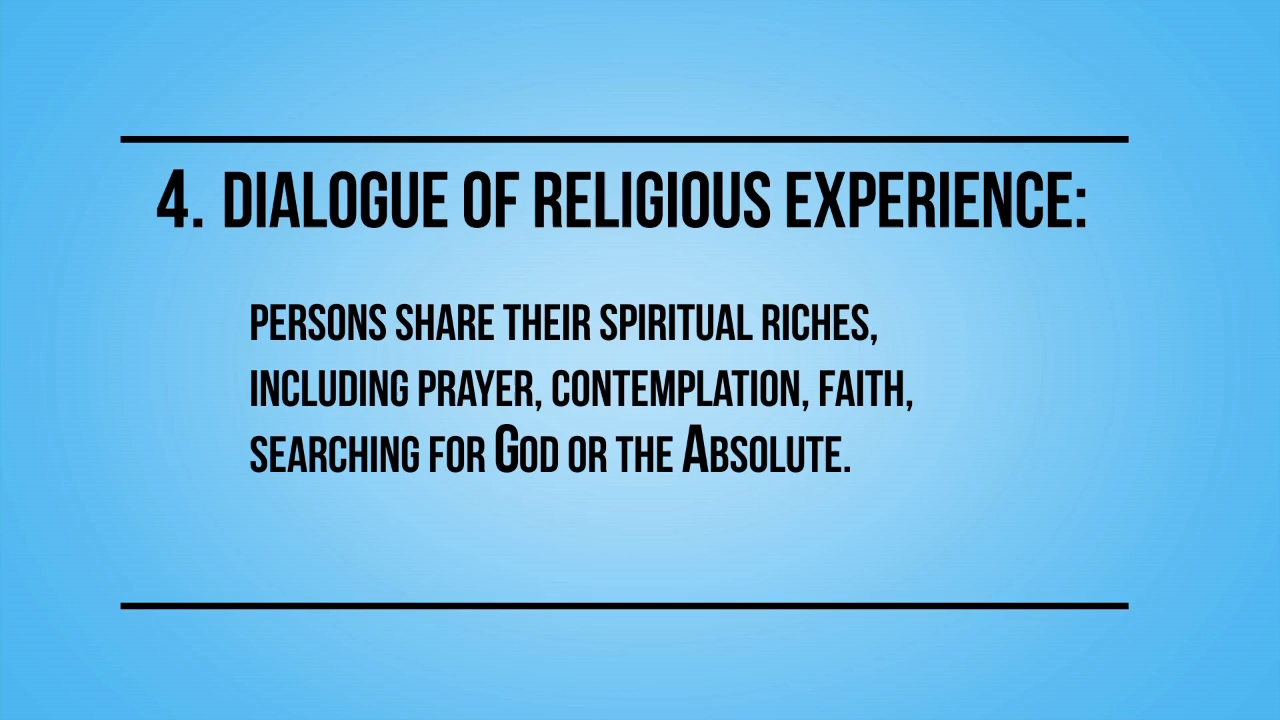 4. DIALOGUE OF RELIGIOUS EXPERIENCE:
PERSONS SHARE THEIR SPIRITUAL RICHES,
INCLUDING PRAYER, CONTEMPLATION, FAITH,
SEARCHING FOR GOD OR THE ABSOLUTE.